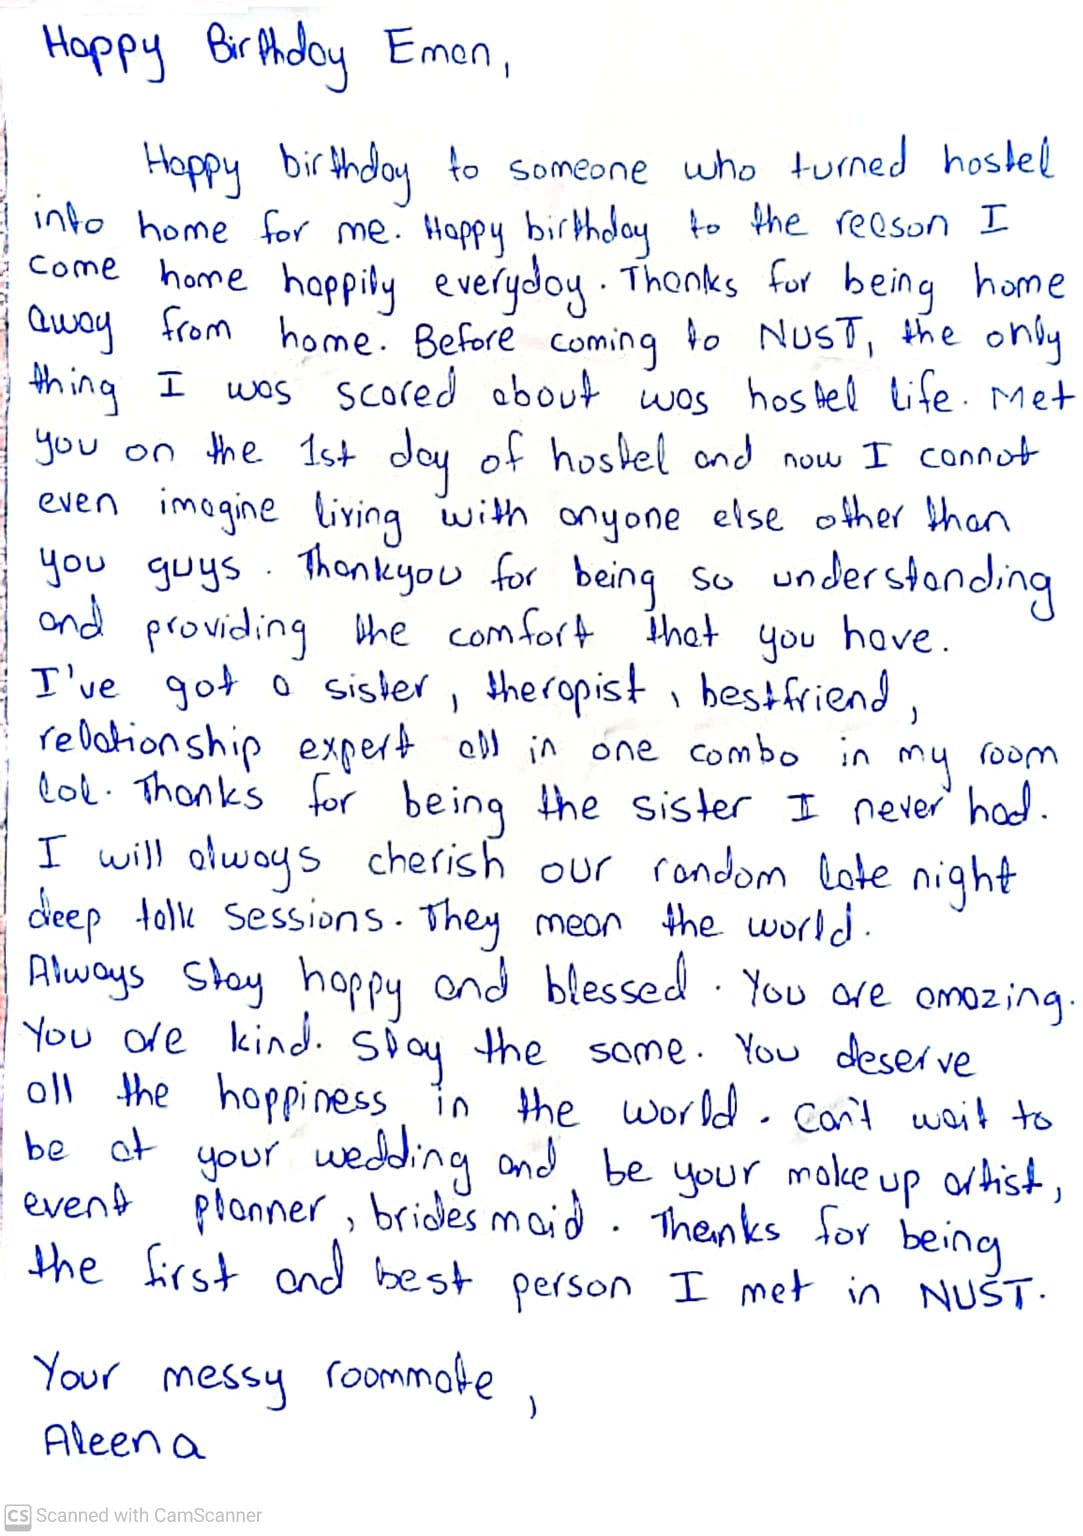 Happy Birthday Eman,
Happy birthday to someone who turned hostel
into home for me. Happy birthday to the reason I
come home happily everyday. Thanks for being home
away from home. Before coming to NUST, the only
thing I was scared about was hostel life. Met
you on the 1st day of hostel and now I cannot
even imagine living with anyone else other than
you guys. Thankyou for being so understanding
and providing the comfort that you have.
I've got a sister, therapist, bestfriend,
relationship expert all in one combo in my room
lol. Thanks for being the sister I never had.
I will always cherish our random late night
deep talk sessions. They mean the world.
Always stay happy and blessed. You are amazing.
You are kind. Stay the same. You deserve
all the happiness in the world. Can't wait to
be at your wedding and be your makeup artist,
event planner, brides maid. Thanks for being
the first and best person I met in NUST.
Your messy roommate,
Aleena
CS Scanned with CamScanner